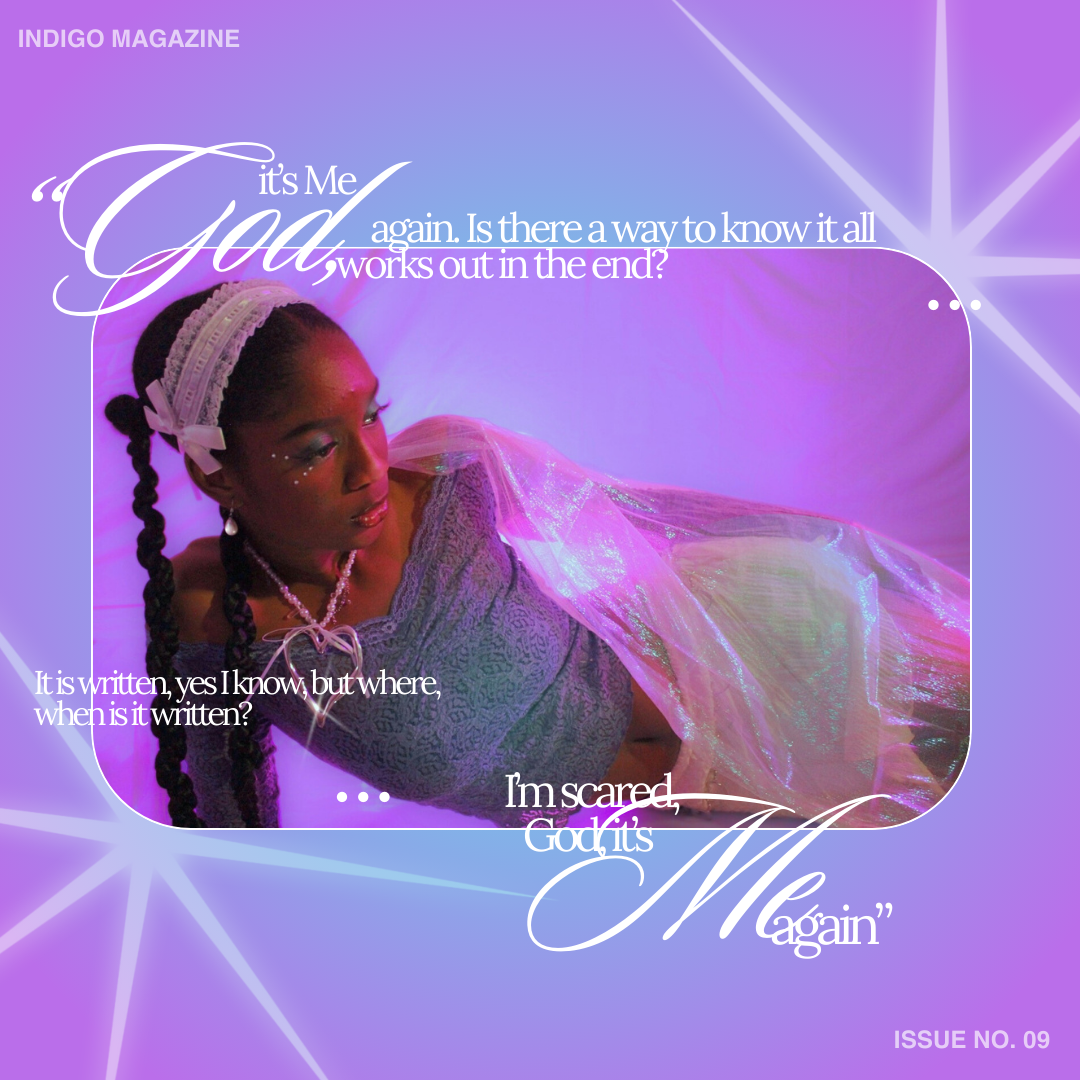 INDIGO MAGAZINE
“God, it’s Me
again. Is there a way to know it all
works out in the end?
...
It is written, yes I know, but where,
when is it written?
...
I’m scared,
God, it’s
Me again”
ISSUE NO. 09